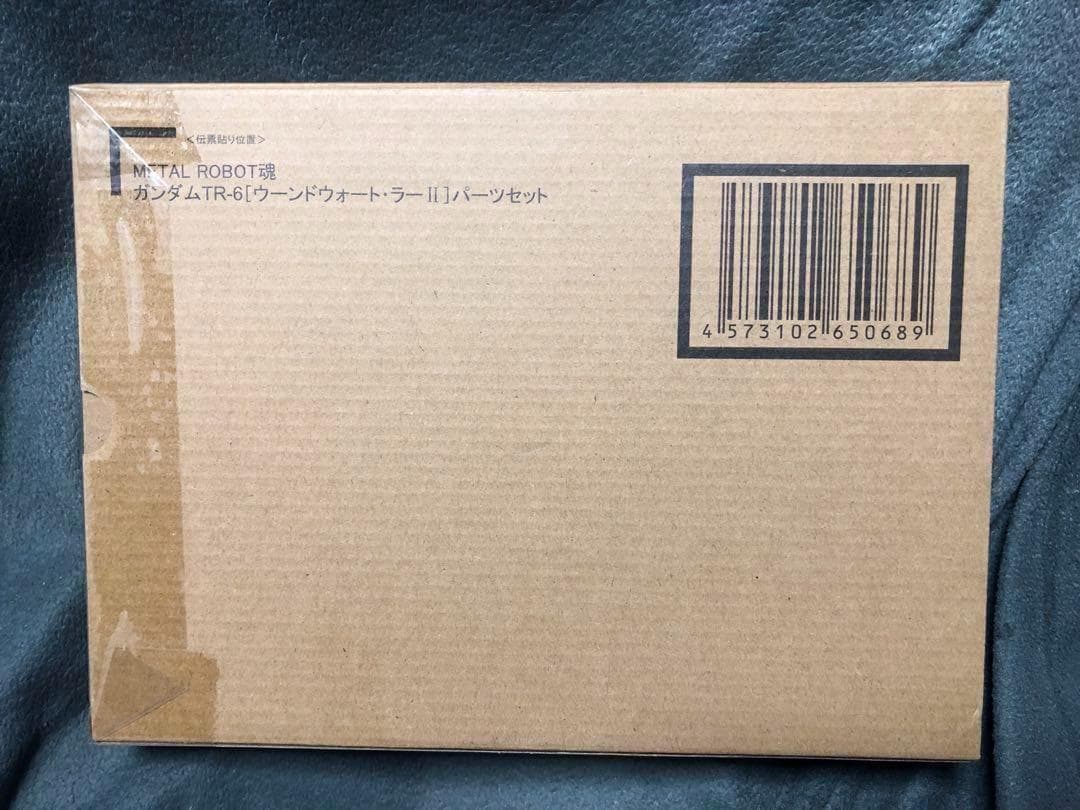 <伝票貼り位置>
METAL ROBOT魂
ガンダムTR-6[ウーンドウォート・ラーⅡ]パーツセット
4 573102 650689